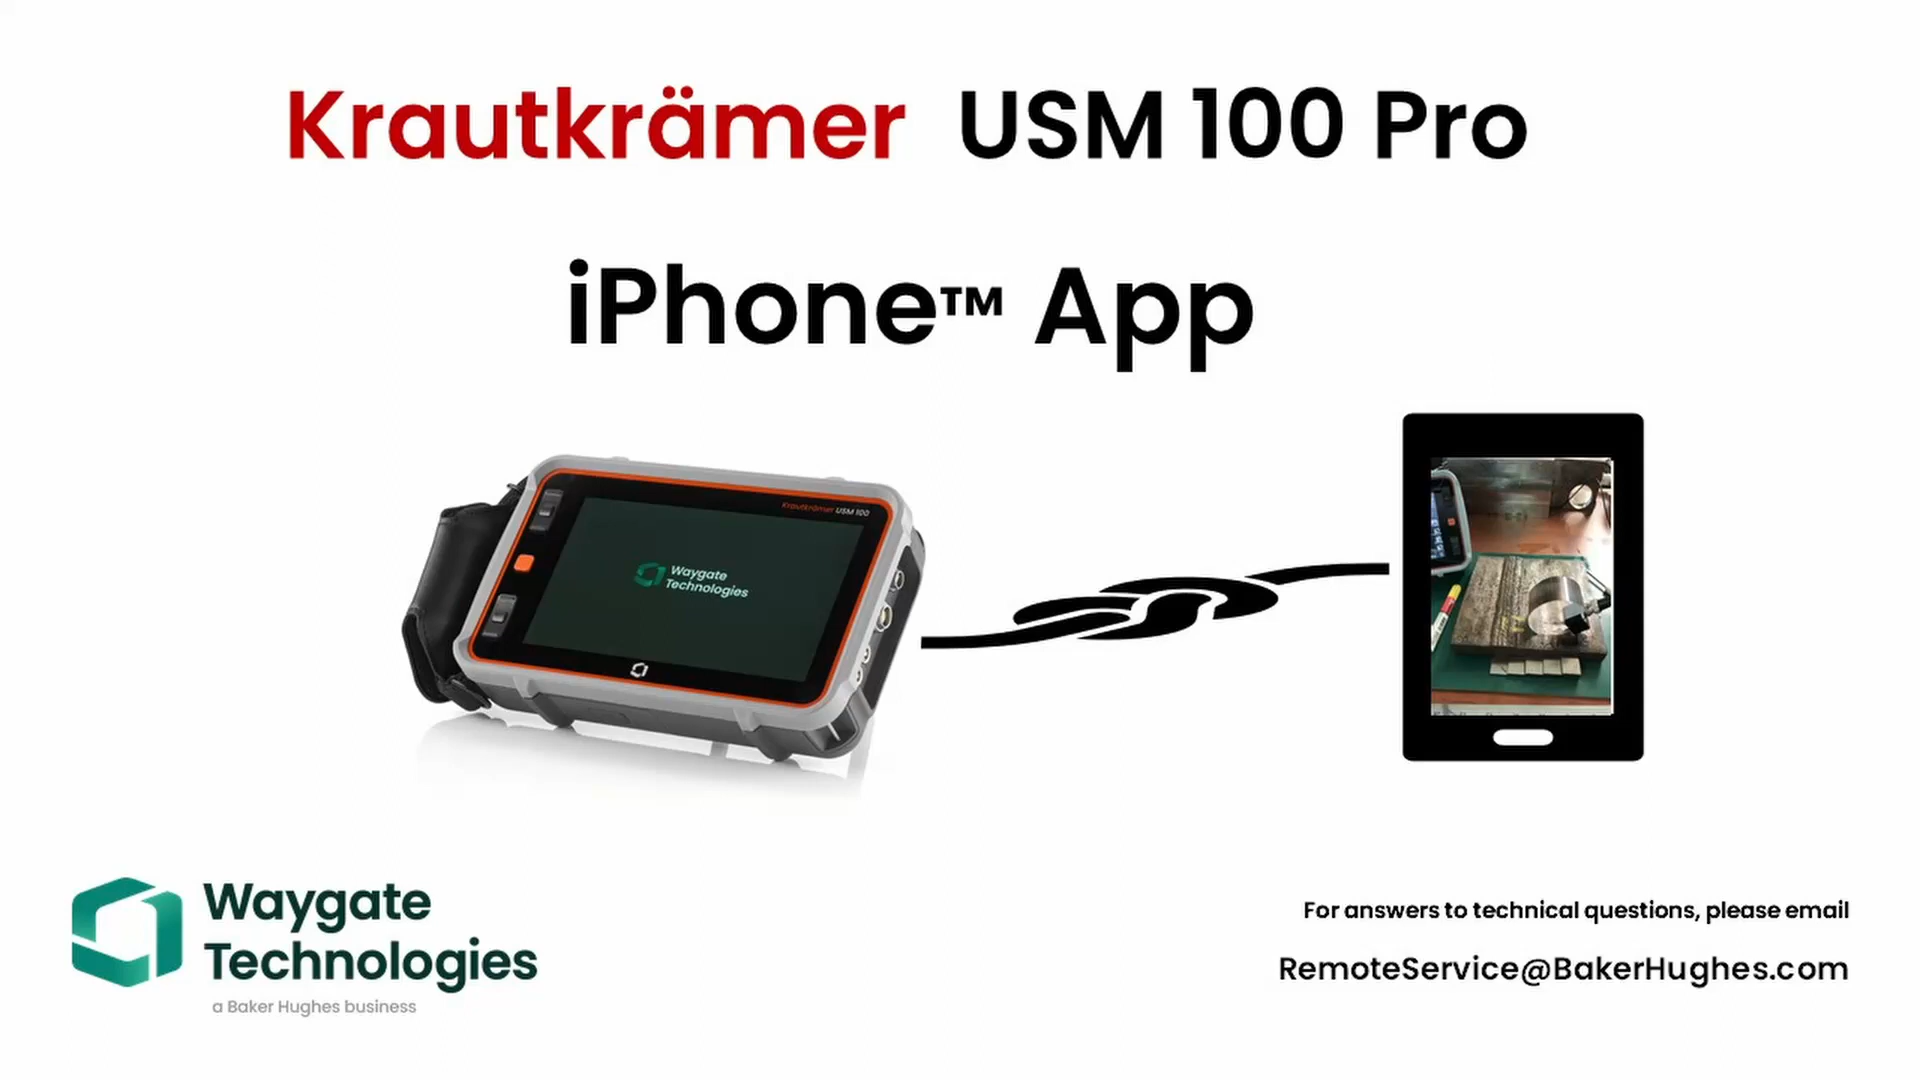 Krautkrämer USM 100 Pro
iPhone™ App
Krautkrämer USM 100
Waygate
Technologies
Waygate
Technologies
a Baker Hughes business
For answers to technical questions, please email
RemoteService@BakerHughes.com